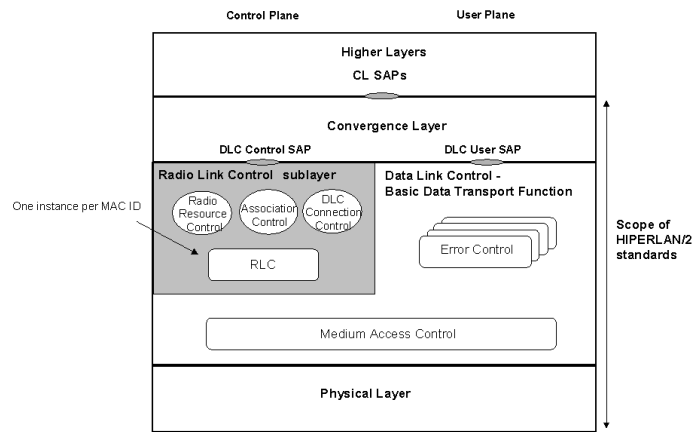 Control Plane
User Plane
Higher Layers
CL SAPs
Convergence Layer
DLC Control SAP
DLC User SAP
Radio Link Control sublayer
Data Link Control -
Basic Data Transport Function
Radio
Resource
Control
Association
Control
DLC
Connection
Control
One instance per MAC ID
RLC
Error Control
Scope of
HIPERLAN/2
standards
Medium Access Control
Physical Layer